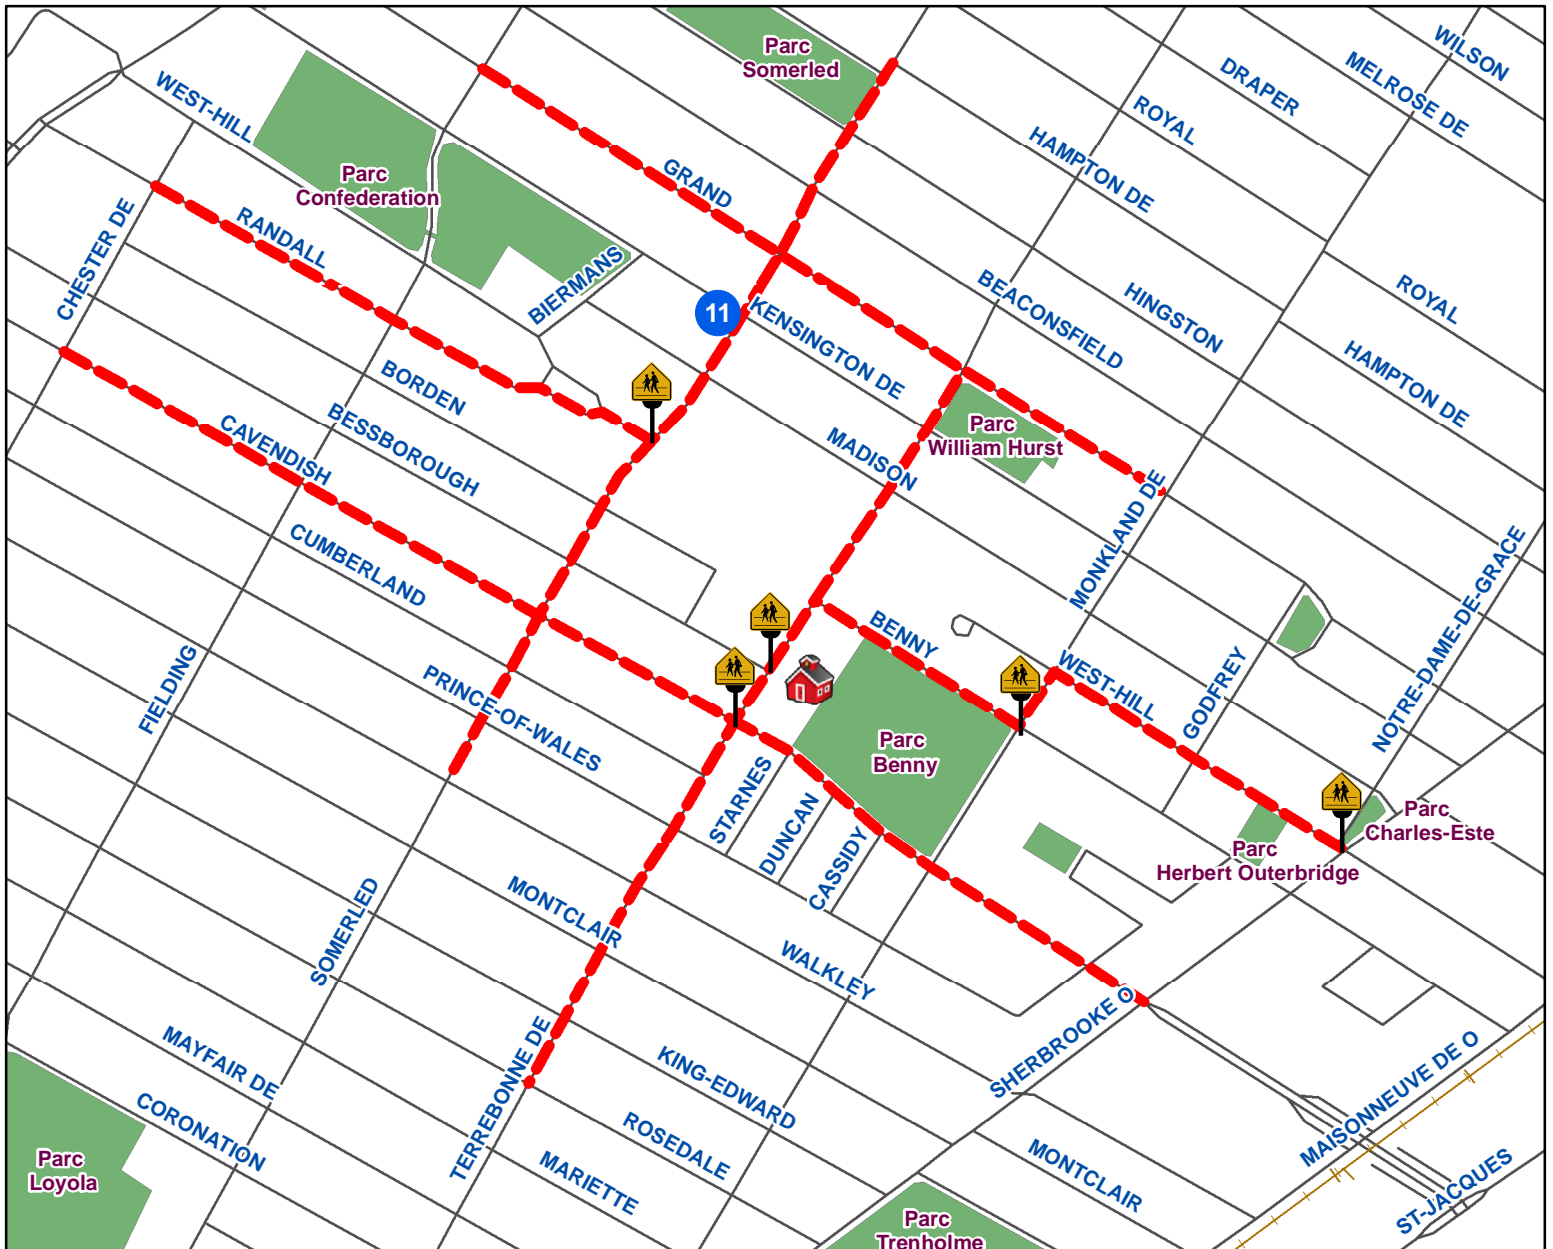 WILSON
MELROSE DE
DRAPER
ROYAL
HAMPTON DE
Parc
Somerled
WEST-HILL
Parc
Confederation
GRAND
RANDALL
CHESTER DE
BIERMANS
11
KENSINGTON DE
BEACONSFIELD
HINGSTON
ROYAL
HAMPTON DE
BORDEN
BESSBOROUGH
CAVENDISH
MADISON
Parc
William Hurst
MONKLAND DE
CUMBERLAND
NOTRE-DAME-DE-GRACE
BENNY
WEST-HILL
GODFREY
FIELDING
PRINCE-OF-WALES
Parc
Benny
STARNES
DUNCAN
CASSIDY
Parc
Charles-Este
Parc
Herbert Outerbridge
SOMERLED
MONTCLAIR
WALKLEY
SHERBROOKE O
MAISONNEUVE DE O
MAYFAIR DE
CORONATION
TERREBONNE DE
KING-EDWARD
ROSEDALE
MARIETTE
MONTCLAIR
ST-JACQUES
Parc
Loyola
Parc
Trenholme